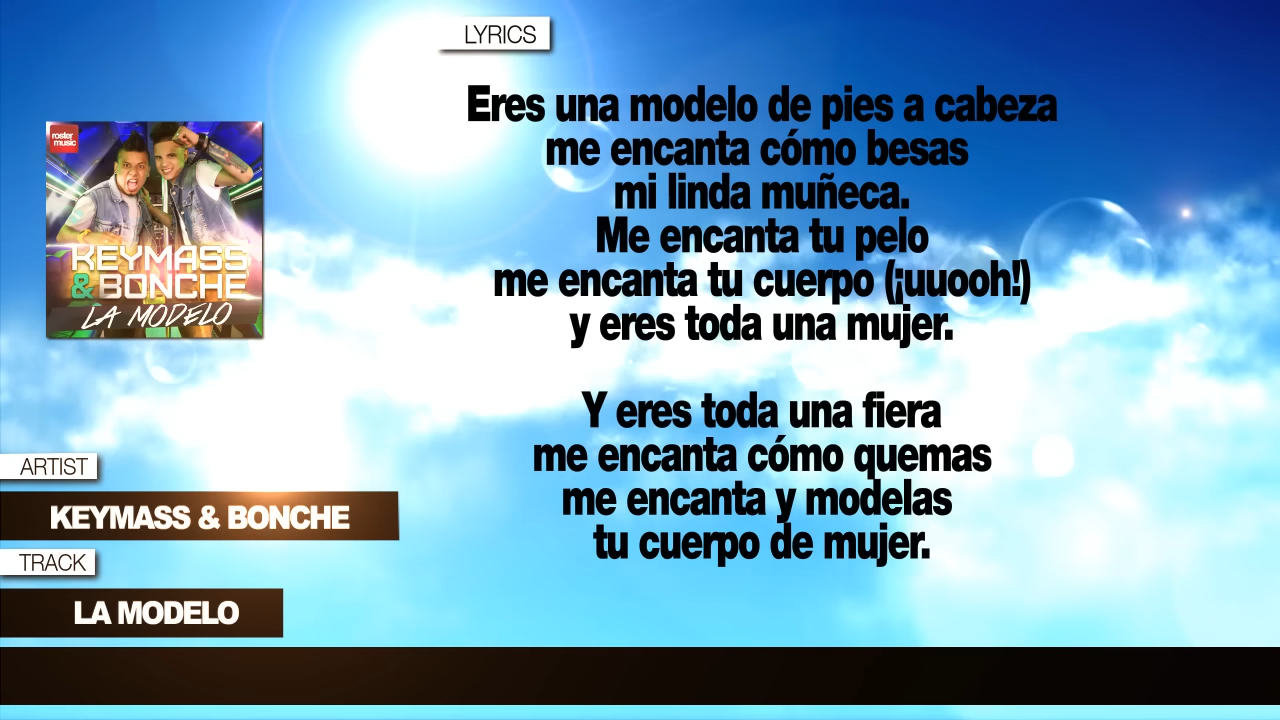 LYRICS
Eres una modelo de pies a cabeza
me encanta cómo besas
mi linda muñeca.
Me encanta tu pelo
me encanta tu cuerpo (¡uuooh!)
y eres toda una mujer.
Y eres toda una fiera
me encanta cómo quemas
me encanta y modelas
tu cuerpo de mujer.
roster
music
KEYMASS
&BONCHE
LA MODELO
ARTIST
KEYMASS & BONCHE
TRACK
LA MODELO